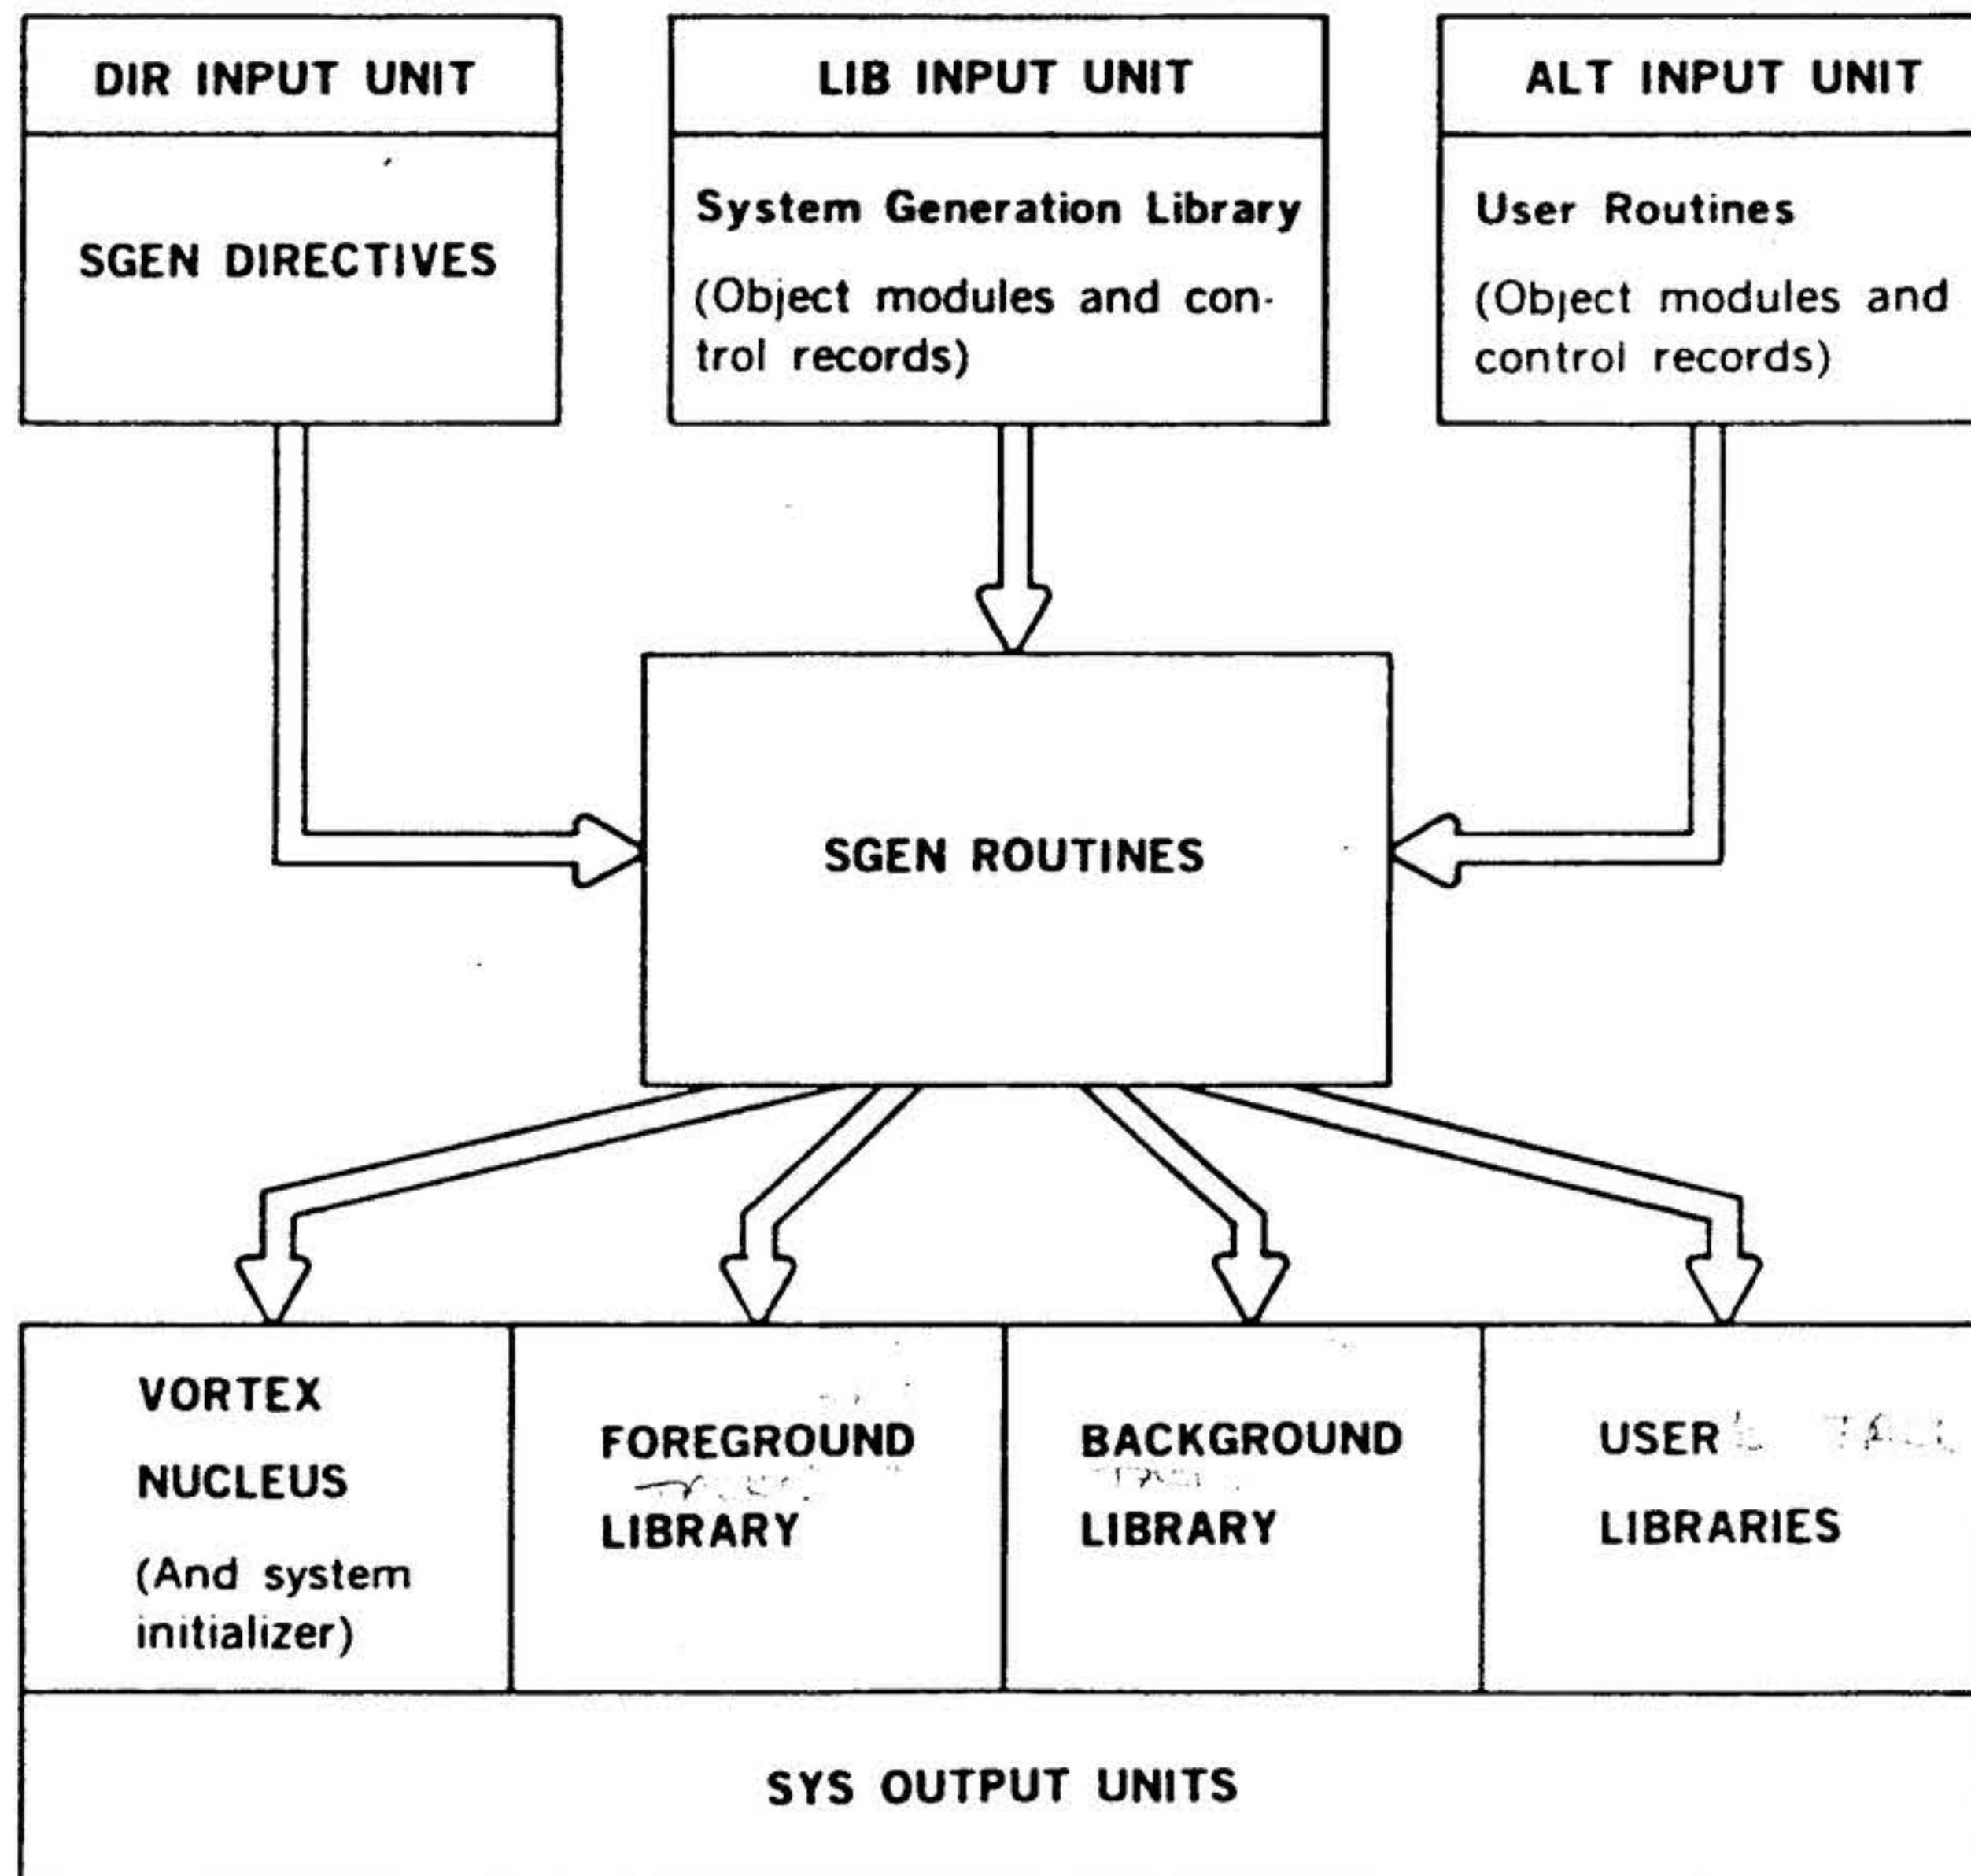 DIR INPUT UNIT
SGEN DIRECTIVES
LIB INPUT UNIT
System Generation Library
(Object modules and con-
trol records)
ALT INPUT UNIT
User Routines
(Object modules and
control records)
SGEN ROUTINES
VORTEX
NUCLEUS
(And system
initializer)
FOREGROUND
LIBRARY
BACKGROUND
LIBRARY
USER
LIBRARIES
SYS OUTPUT UNITS